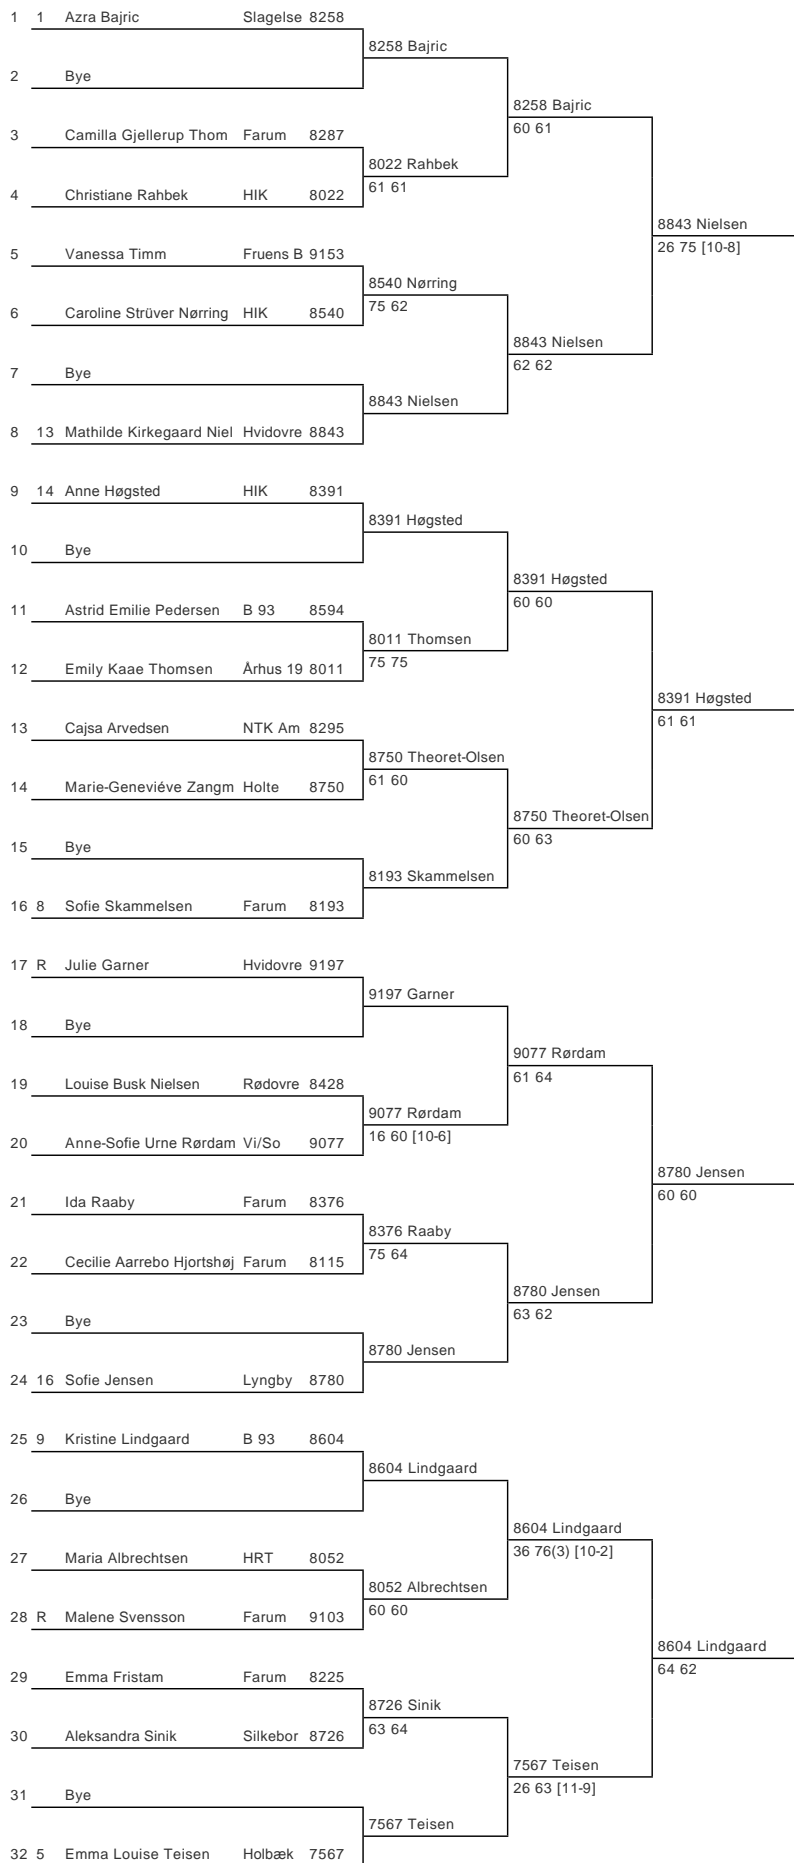 1 1 Azra Bajric Slagelse 8258
8258 Bajric
2 Bye
8258 Bajric
60 61
3 Camilla Gjellerup Thom Farum 8287
8022 Rahbek
61 61
4 Christiane Rahbek HIK 8022
8843 Nielsen
26 75 [10-8]
5 Vanessa Timm Fruens B 9153
8540 Nørring
75 62
6 Caroline Strüver Nørring HIK 8540
8843 Nielsen
62 62
7 Bye
8843 Nielsen
8 13 Mathilde Kirkegaard Niel Hvidovre 8843
9 14 Anne Høgsted HIK 8391
8391 Høgsted
10 Bye
8391 Høgsted
60 60
11 Astrid Emilie Pedersen B 93 8594
8011 Thomsen
75 75
12 Emily Kaae Thomsen Århus 19 8011
8391 Høgsted
61 61
13 Cajsa Arvedsen NTK Am 8295
8750 Theoret-Olsen
61 60
14 Marie-Geneviéve Zangm Holte 8750
8750 Theoret-Olsen
60 63
15 Bye
8193 Skammelsen
16 8 Sofie Skammelsen Farum 8193
17 R Julie Garner Hvidovre 9197
9197 Garner
18 Bye
9077 Rørdam
61 64
19 Louise Busk Nielsen Rødovre 8428
9077 Rørdam
16 60 [10-6]
20 Anne-Sofie Urne Rørdam Vi/So 9077
8780 Jensen
60 60
21 Ida Raaby Farum 8376
8376 Raaby
75 64
22 Cecilie Aarrebo Hjortshøj Farum 8115
8780 Jensen
63 62
23 Bye
8780 Jensen
24 16 Sofie Jensen Lyngby 8780
25 9 Kristine Lindgaard B 93 8604
8604 Lindgaard
26 Bye
8604 Lindgaard
36 76(3) [10-2]
27 Maria Albrechtsen HRT 8052
8052 Albrechtsen
60 60
28 R Malene Svensson Farum 9103
8604 Lindgaard
64 62
29 Emma Fristam Farum 8225
8726 Sinik
63 64
30 Aleksandra Sinik Silkebor 8726
7567 Teisen
26 63 [11-9]
31 Bye
7567 Teisen
32 5 Emma Louise Teisen Holbæk 7567